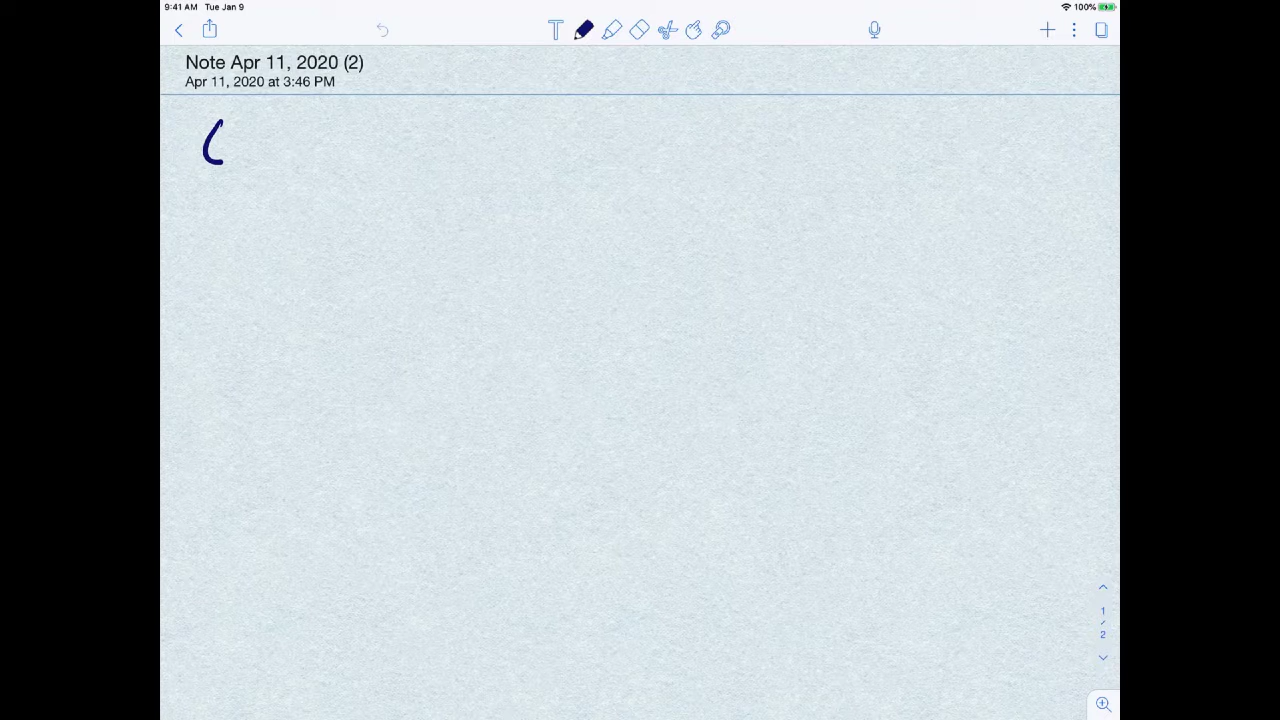 9:41 AM Tue Jan 9 100%
Note Apr 11, 2020 (2)
Apr 11, 2020 at 3:46 PM
(
1
/
2